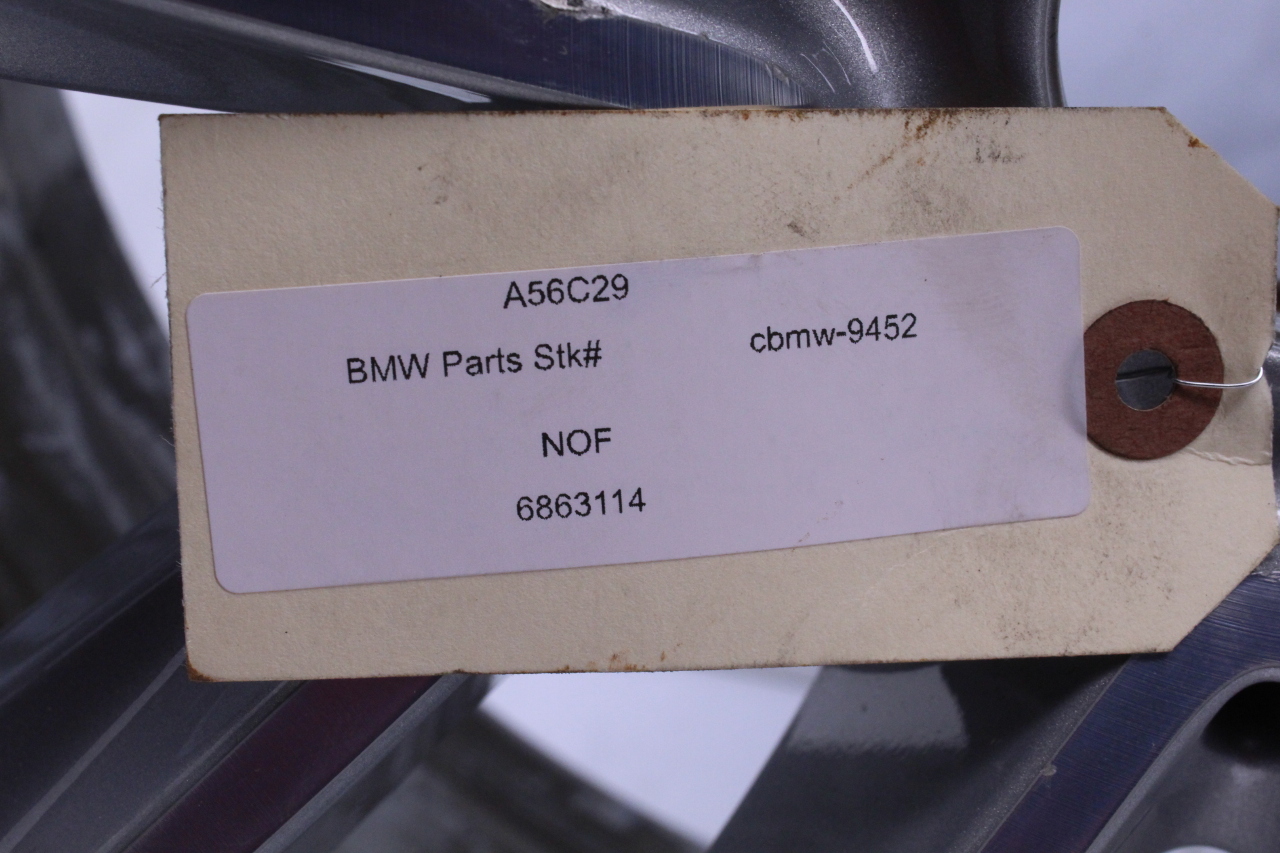 A56C29
BMW Parts Stk# cbmw-9452
NOF
6863114